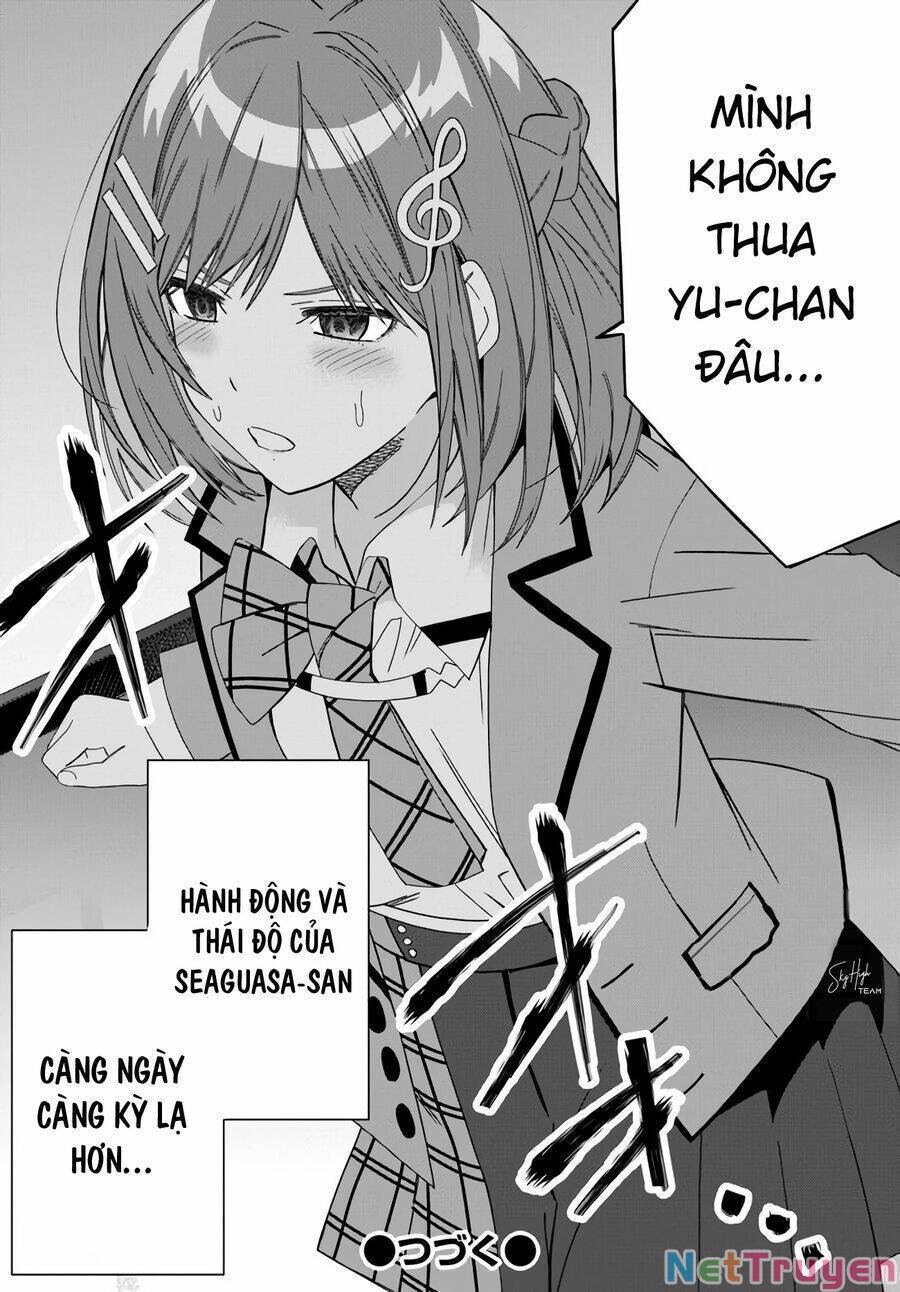 MÌNH
KHÔNG
THUA
YU-CHAN
ĐÂU...
オ
オ
...
HÀNH ĐỘNG VÀ
THÁI ĐỘ CỦA
SEAGUASA-SAN
CÀNG NGÀY
CÀNG KỲ LẠ
HƠN...
SkyHigh
TEAM
●つづく●
NetTruyen